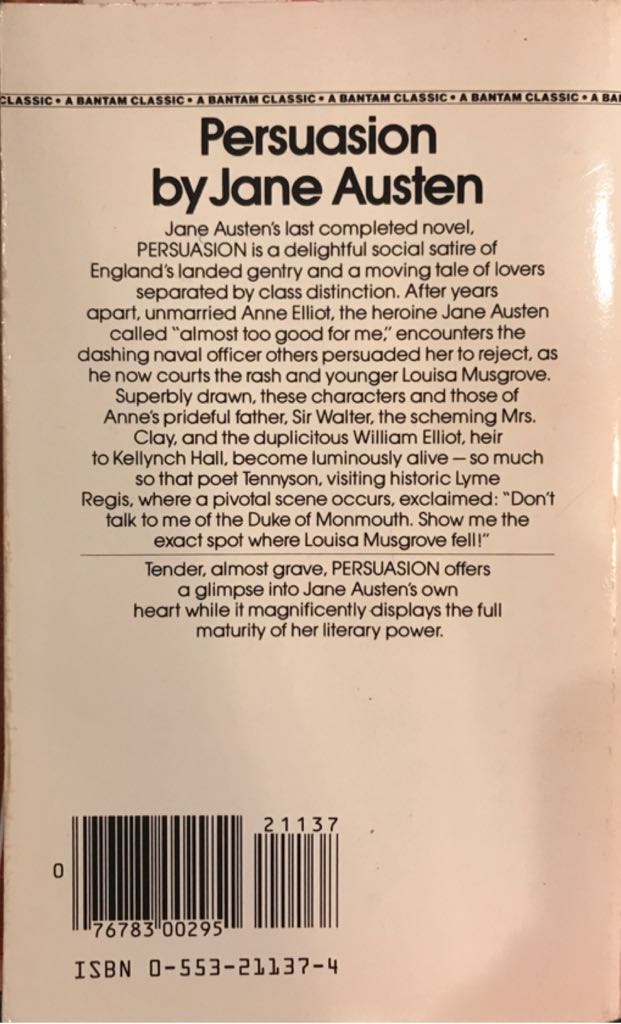 CLASSIC • A BANTAM CLASSIC • A BANTAM CLASSIC • A BANTAM CLASSIC • A BANTAM CLASSIC • A BA
Persuasion
by Jane Austen
Jane Austen's last completed novel,
PERSUASION is a delightful social satire of
England's landed gentry and a moving tale of lovers
separated by class distinction. After years
apart, unmarried Anne Elliot, the heroine Jane Austen
called "almost too good for me," encounters the
dashing naval officer others persuaded her to reject, as
he now courts the rash and younger Louisa Musgrove.
Superbly drawn, these characters and those of
Anne's prideful father, Sir Walter, the scheming Mrs.
Clay, and the duplicitous William Elliot, heir
to Kellynch Hall, become luminously alive — so much
so that poet Tennyson, visiting historic Lyme
Regis, where a pivotal scene occurs, exclaimed: "Don't
talk to me of the Duke of Monmouth. Show me the
exact spot where Louisa Musgrove fell!"
Tender, almost grave, PERSUASION offers
a glimpse into Jane Austen's own
heart while it magnificently displays the full
maturity of her literary power.
21137
0
76783 00295
ISBN 0-553-21137-4